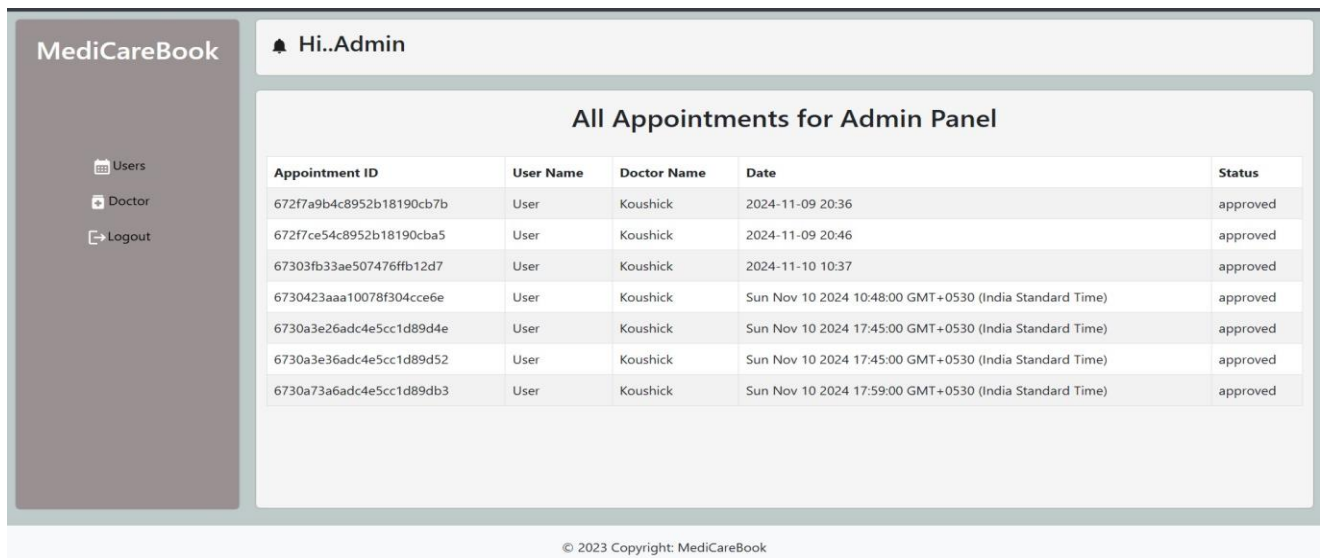 MediCareBook
Users
Doctor
Logout
Hi..Admin
All Appointments for Admin Panel
Appointment ID User Name Doctor Name Date Status
672f7a9b4c8952b18190cb7b User Koushick 2024-11-09 20:36 approved
672f7ce54c8952b18190cba5 User Koushick 2024-11-09 20:46 approved
67303fb33ae507476ffb12d7 User Koushick 2024-11-10 10:37 approved
6730423aaa10078f304cce6e User Koushick Sun Nov 10 2024 10:48:00 GMT+0530 (India Standard Time) approved
6730a3e26adc4e5cc1d89d4e User Koushick Sun Nov 10 2024 17:45:00 GMT+0530 (India Standard Time) approved
6730a3e36adc4e5cc1d89d52 User Koushick Sun Nov 10 2024 17:45:00 GMT+0530 (India Standard Time) approved
6730a73a6adc4e5cc1d89db3 User Koushick Sun Nov 10 2024 17:59:00 GMT+0530 (India Standard Time) approved
© 2023 Copyright: MediCareBook